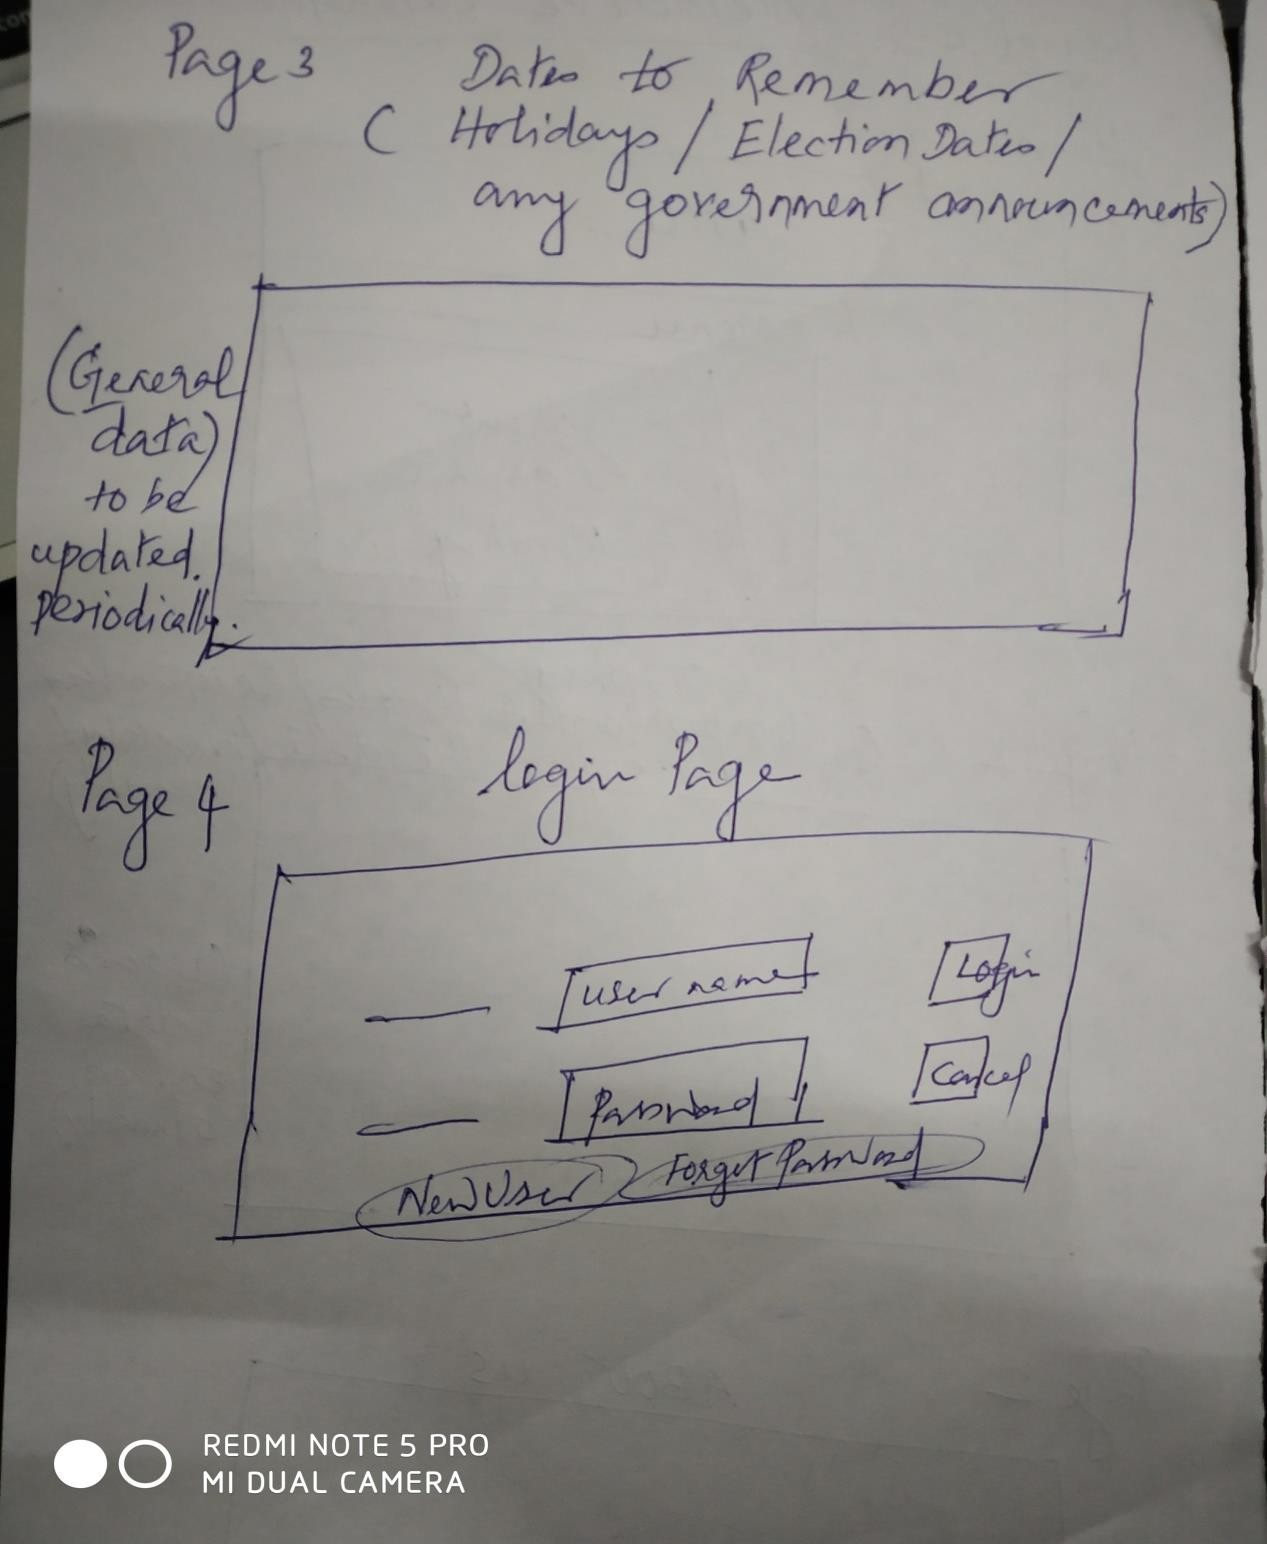 Page 3
Dates to Remember
( Holidays / Election Dates /
any government announcements)
(General
data)
to be
updated.
periodically.
Page 4
login Page
user name
Login
Password
Cancel
New User
Forget Password
REDMI NOTE 5 PRO
MI DUAL CAMERA